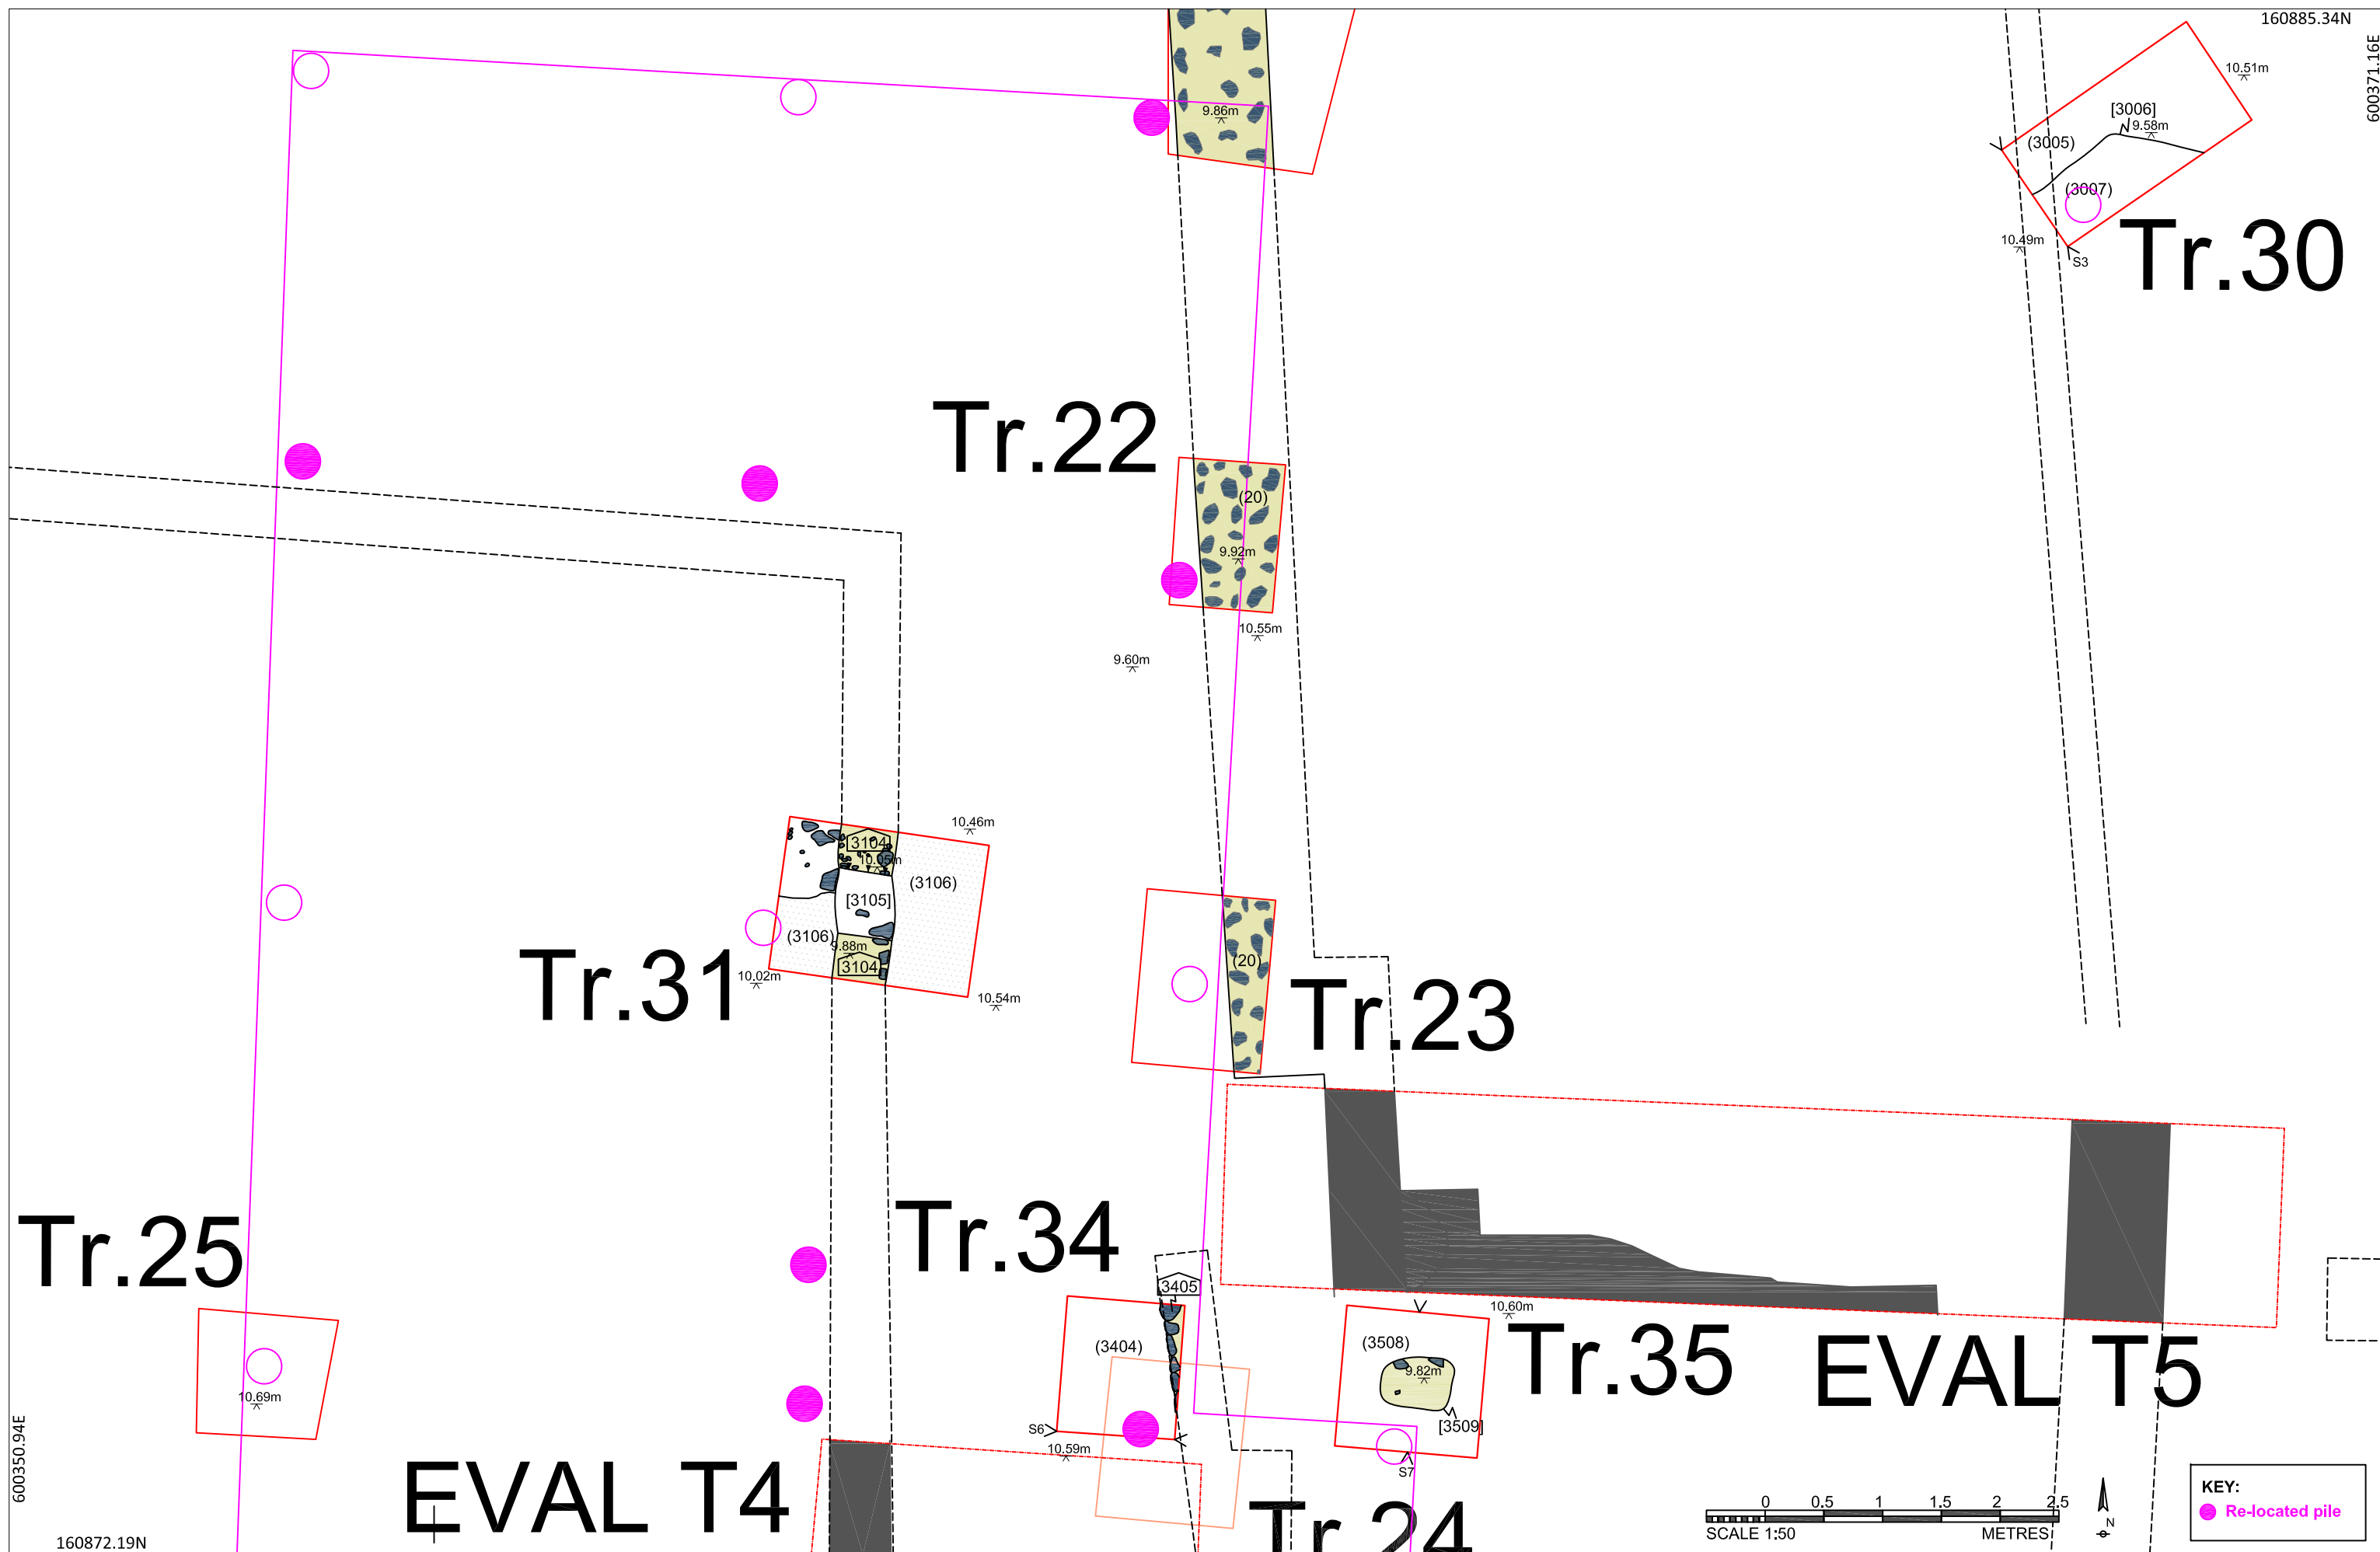 160885.34N
600371.16E
10.51m
[3006]
9.58m
9.86m
(3005)
(3007)
Tr.30
10.49m
S3
Tr.22
(20)
9.92m
10.55m
9.60m
10.46m
3104
10.05m
(3106)
[3105]
(3106)
9.88m
3104
10.02m
10.54m
Tr.31
(20)
Tr.23
Tr.25
Tr.34
3405
10.60m
(3404)
(3508)
9.82m
Tr.35
EVAL T5
10.69m
[3509]
S6
10.59m
S7
600350.94E
EVAL T4
Tr.24
0 0.5 1 1.5 2 2.5
SCALE 1:50 METRES
N
KEY:
Re-located pile
160872.19N